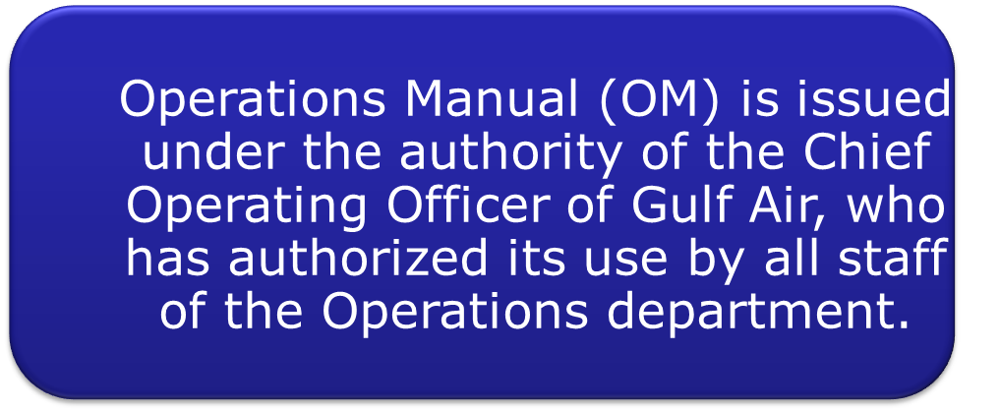 Operations Manual (OM) is issued
under the authority of the Chief
Operating Officer of Gulf Air, who
has authorized its use by all staff
of the Operations department.